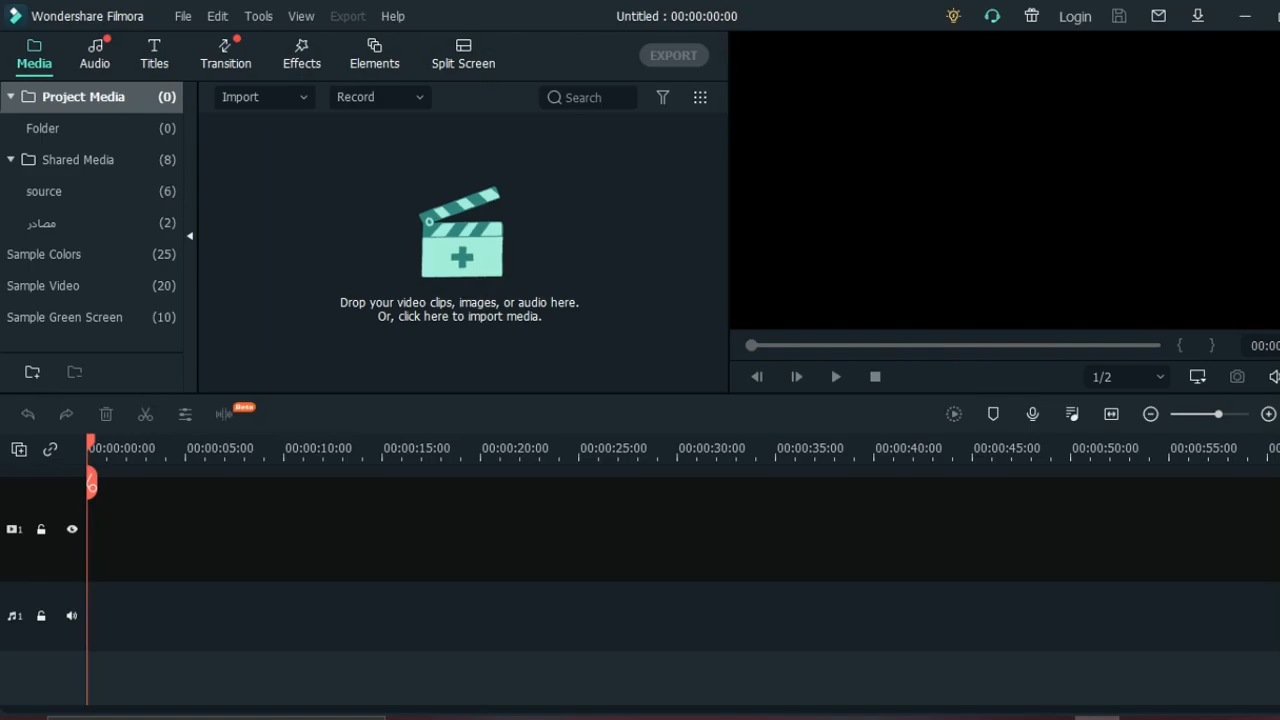 Wondershare Filmora File Edit Tools View Export Help Untitled : 00:00:00:00 Login
Media Audio Titles Transition Effects Elements Split Screen EXPORT
Project Media (0)
Folder (0)
Shared Media (8)
source (6)
مصادر (2)
Sample Colors (25)
Sample Video (20)
Sample Green Screen (10)
Import Record Search
Drop your video clips, images, or audio here.
Or, click here to import media.
{ } 00:00
1/2
Beta
00:00:00:00 00:00:05:00 00:00:10:00 00:00:15:00 00:00:20:00 00:00:25:00 00:00:30:00 00:00:35:00 00:00:40:00 00:00:45:00 00:00:50:00 00:00:55:00 00
1
1